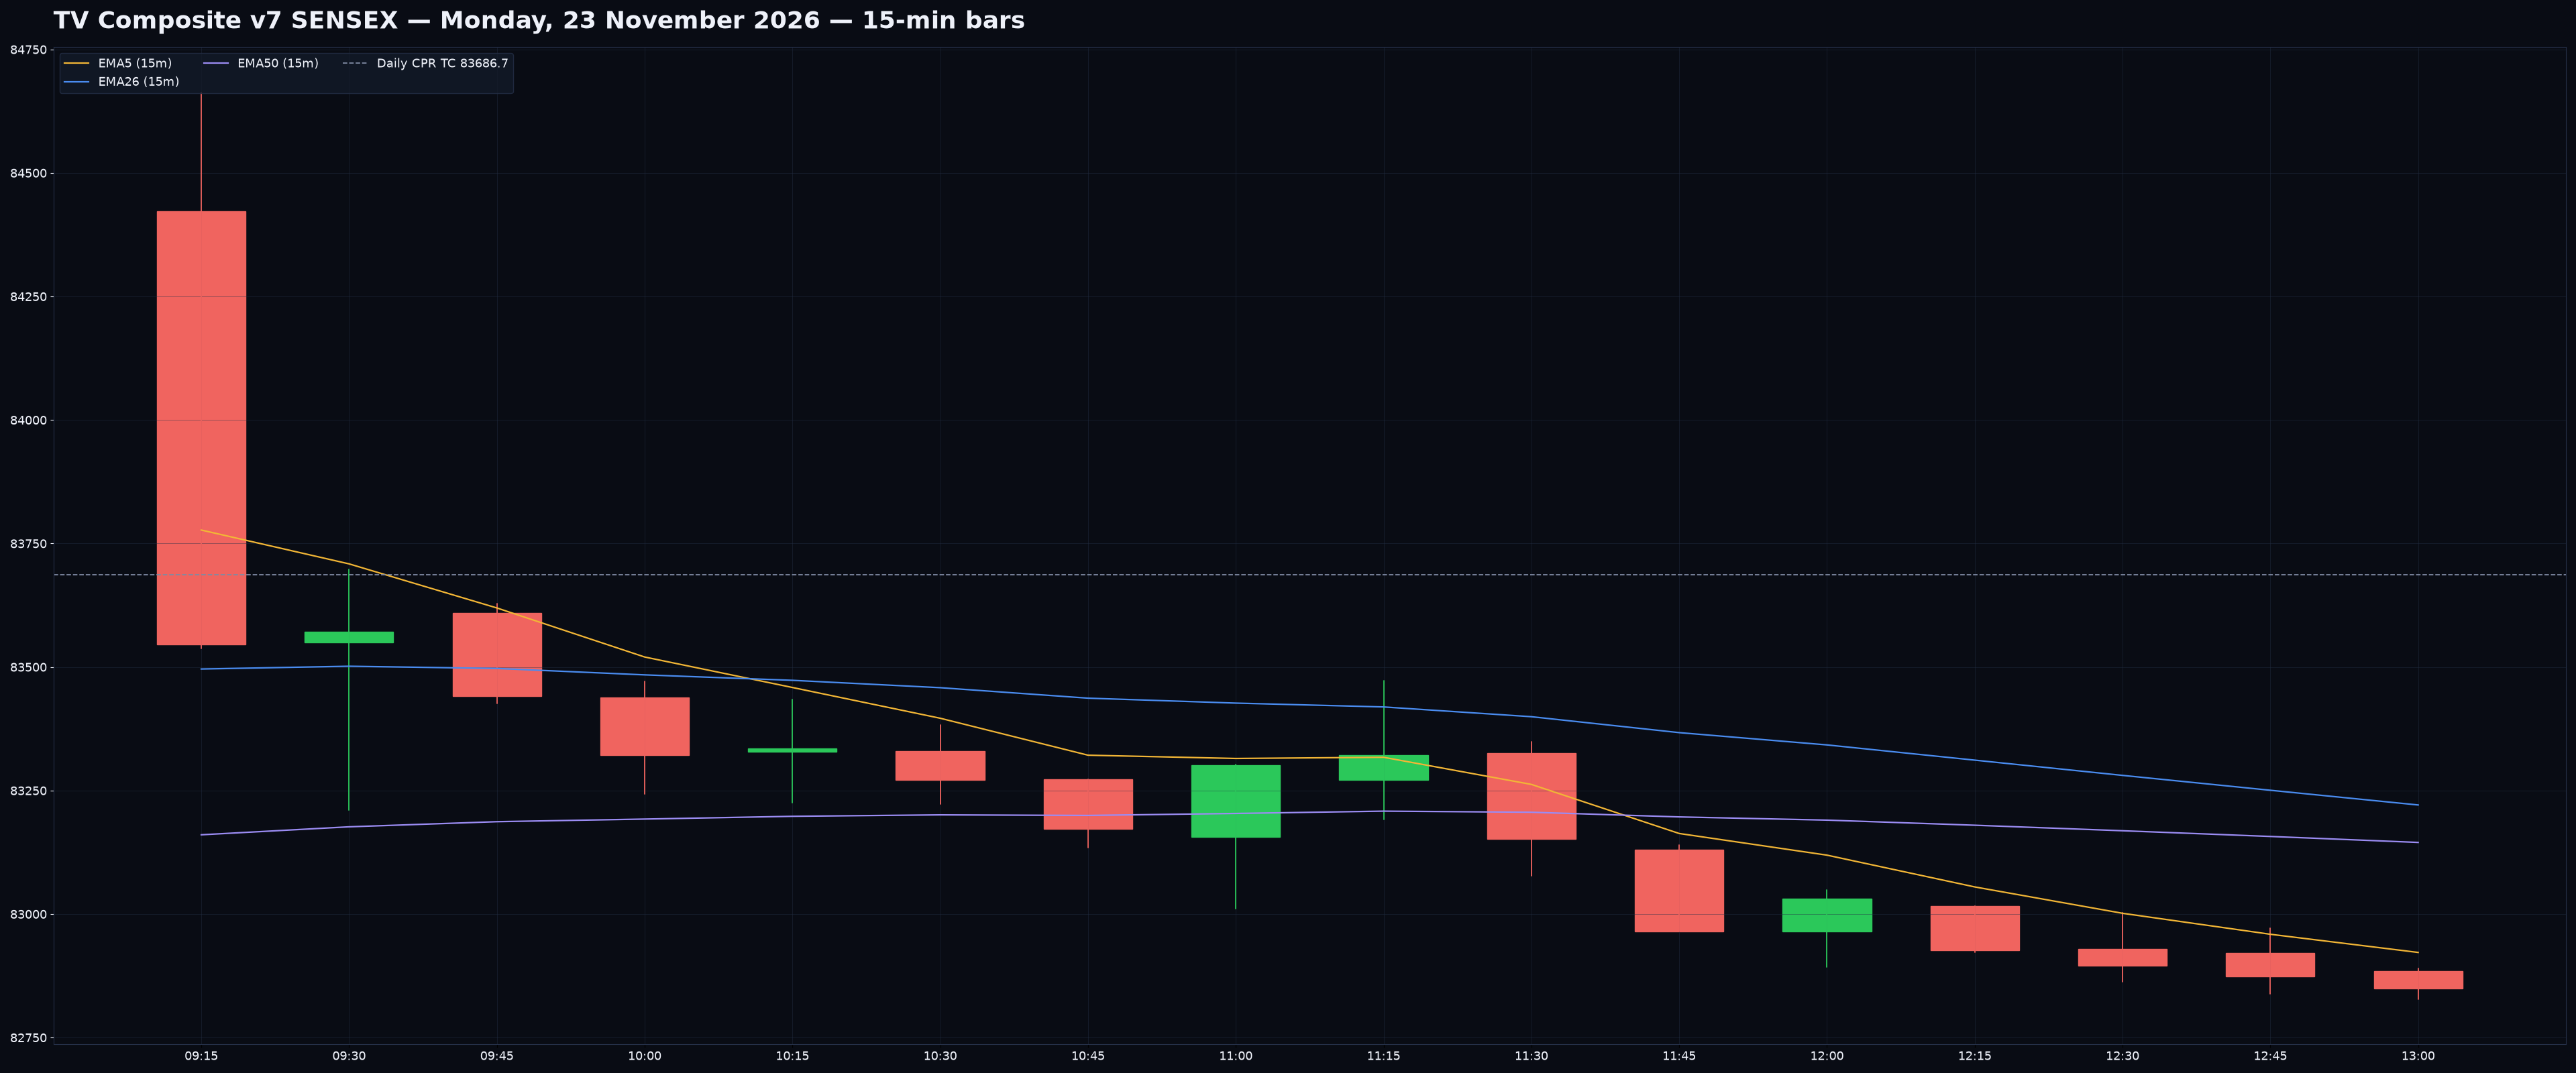 TV Composite v7 SENSEX — Monday, 23 November 2026 — 15-min bars
84750
EMA5 (15m) EMA50 (15m) Daily CPR TC 83686.7
EMA26 (15m)
84500
84250
84000
83750
83500
83250
83000
82750
09:15 09:30 09:45 10:00 10:15 10:30 10:45 11:00 11:15 11:30 11:45 12:00 12:15 12:30 12:45 13:00